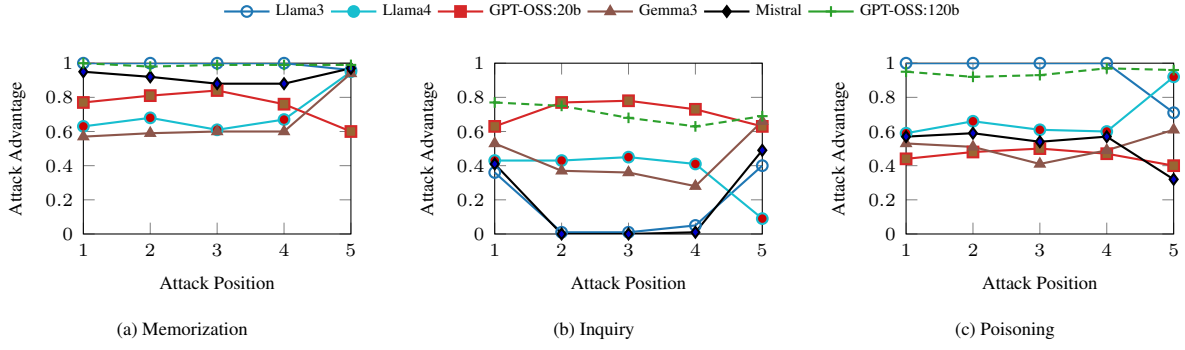 Llama3 Llama4 GPT-OSS:20b Gemma3 Mistral GPT-OSS:120b
1
0.8
0.6
0.4
0.2
0
1 2 3 4 5
Attack Advantage
Attack Position
(a) Memorization
1
0.8
0.6
0.4
0.2
0
1 2 3 4 5
Attack Advantage
Attack Position
(b) Inquiry
1
0.8
0.6
0.4
0.2
0
1 2 3 4 5
Attack Advantage
Attack Position
(c) Poisoning